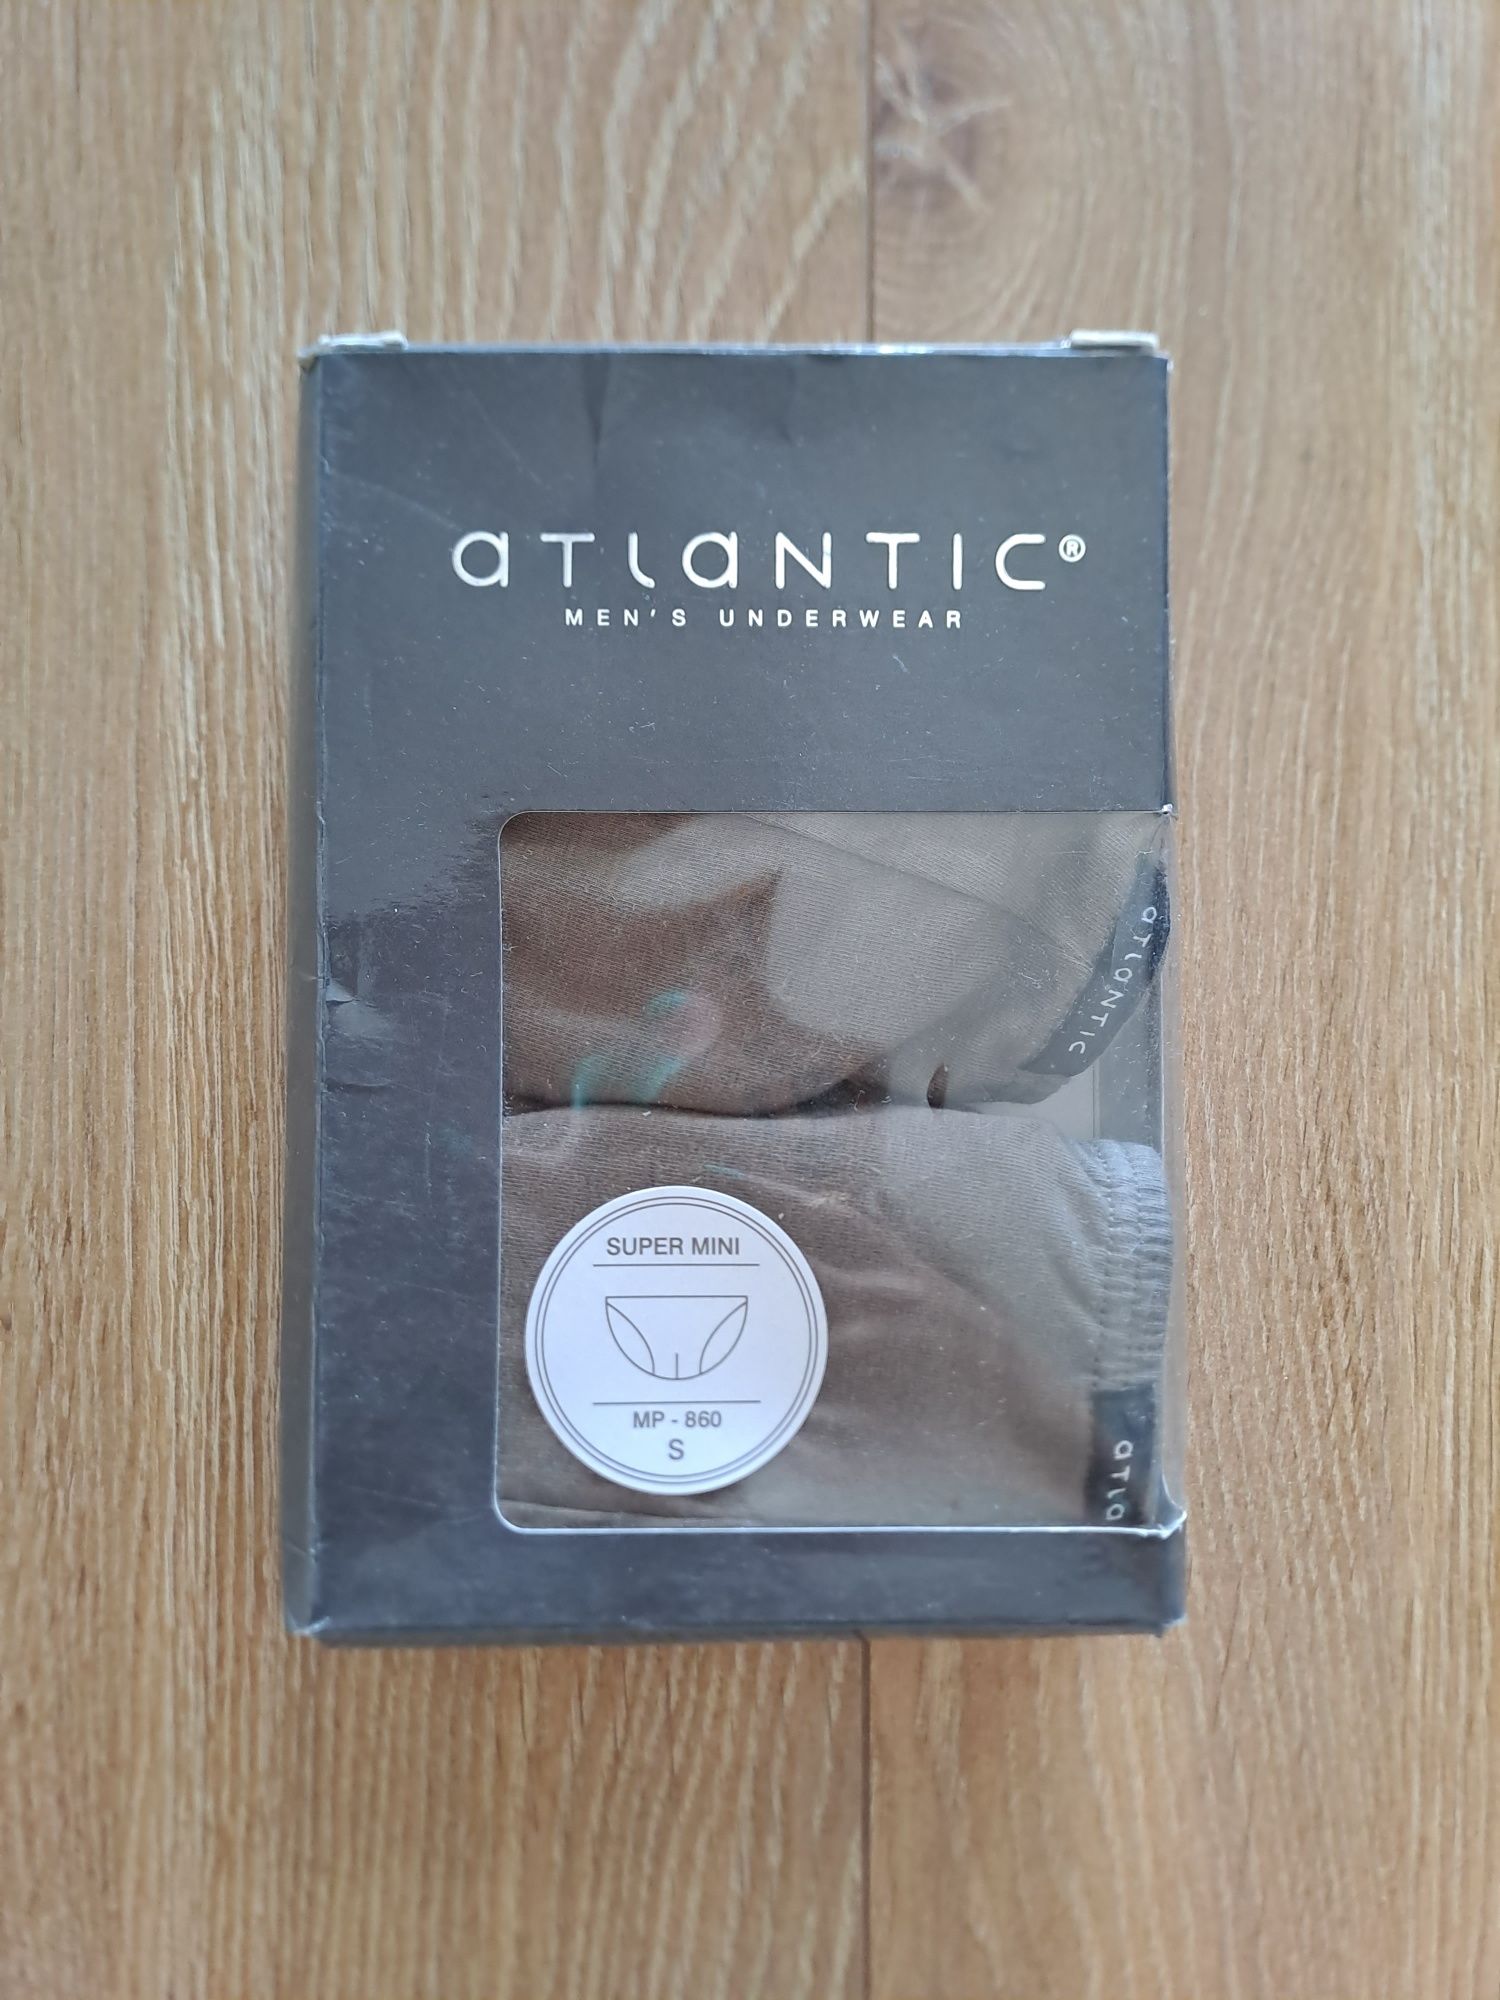 atlantic®
MEN'S UNDERWEAR
atlantic
SUPER MINI
MP - 860
S
atla